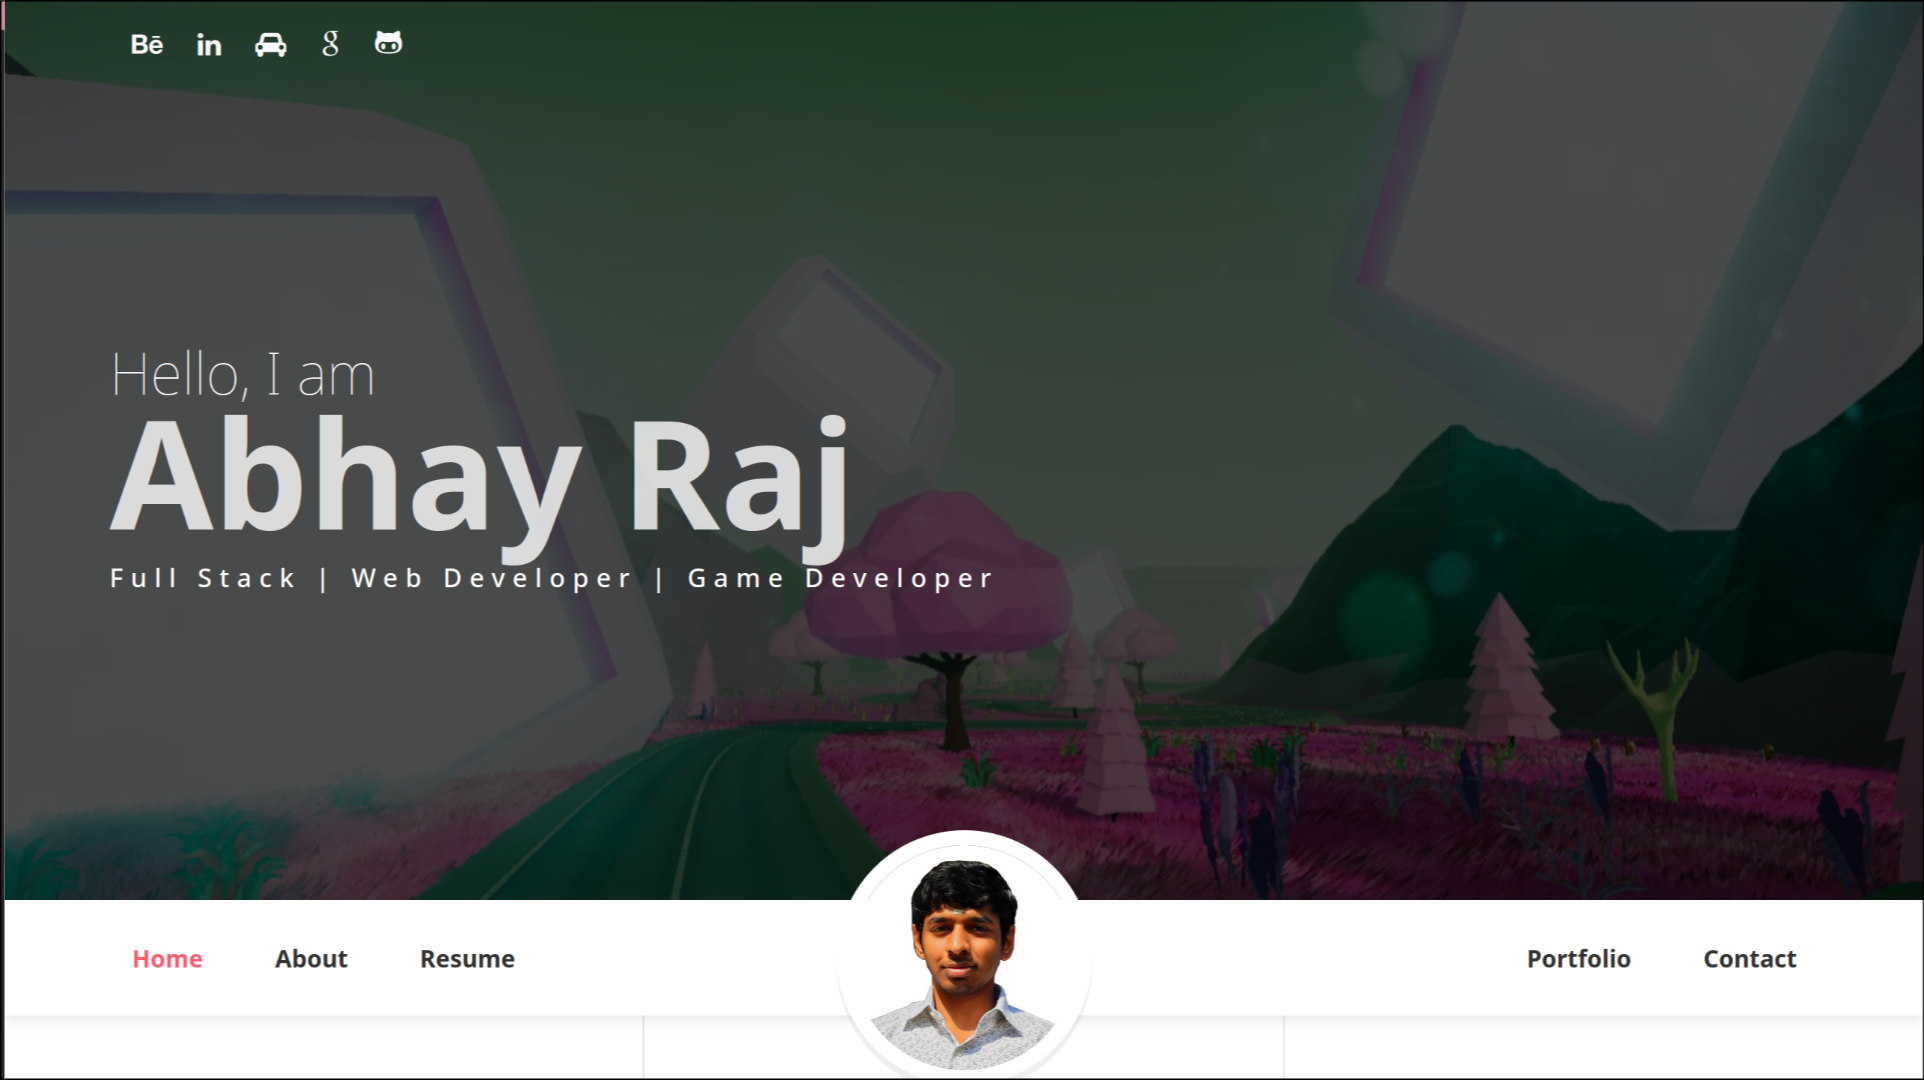 Bē in g
Hello, I am
Abhay Raj
Full Stack | Web Developer | Game Developer
Home About Resume Portfolio Contact